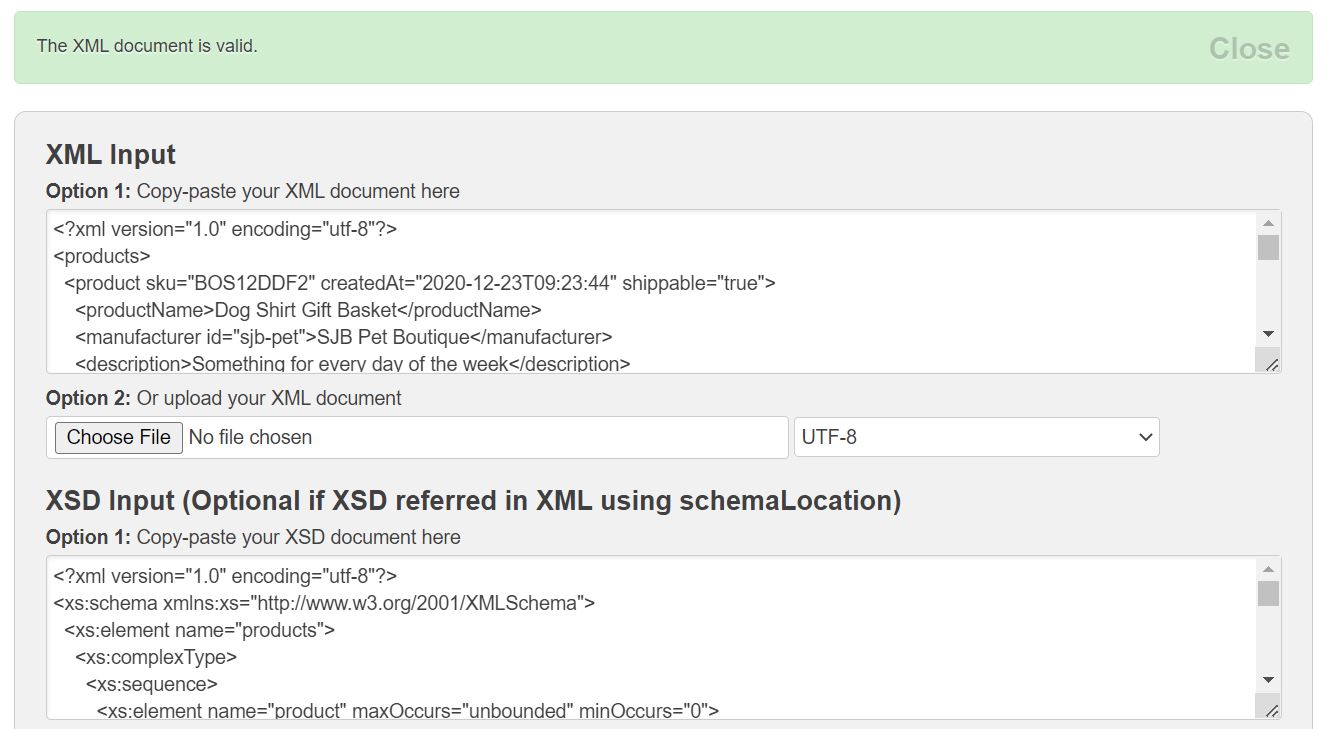 The XML document is valid.
Close
XML Input
Option 1: Copy-paste your XML document here
<?xml version="1.0" encoding="utf-8"?>
<products>
<product sku="BOS12DDF2" createdAt="2020-12-23T09:23:44" shippable="true">
<productName>Dog Shirt Gift Basket</productName>
<manufacturer id="sjb-pet">SJB Pet Boutique</manufacturer>
<description>Something for every day of the week</description>
Option 2: Or upload your XML document
Choose File No file chosen UTF-8
XSD Input (Optional if XSD referred in XML using schemaLocation)
Option 1: Copy-paste your XSD document here
<?xml version="1.0" encoding="utf-8"?>
<xs:schema xmlns:xs="http://www.w3.org/2001/XMLSchema">
<xs:element name="products">
<xs:complexType>
<xs:sequence>
<xs:element name="product" maxOccurs="unbounded" minOccurs="0">